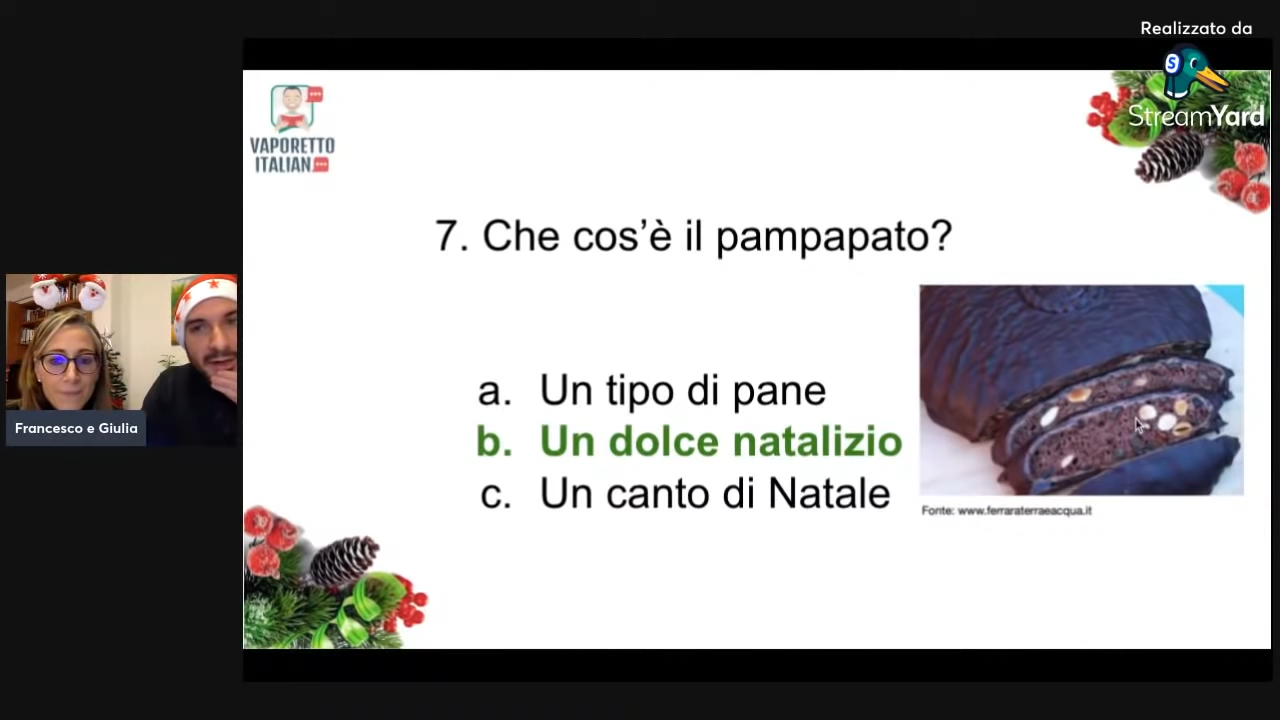 Realizzato da
StreamYard
VAPORETTO
ITALIAN
7. Che cos’è il pampapato?
a. Un tipo di pane
b. Un dolce natalizio
c. Un canto di Natale
Fonte: www.ferraraterraeacqua.it
Francesco e Giulia